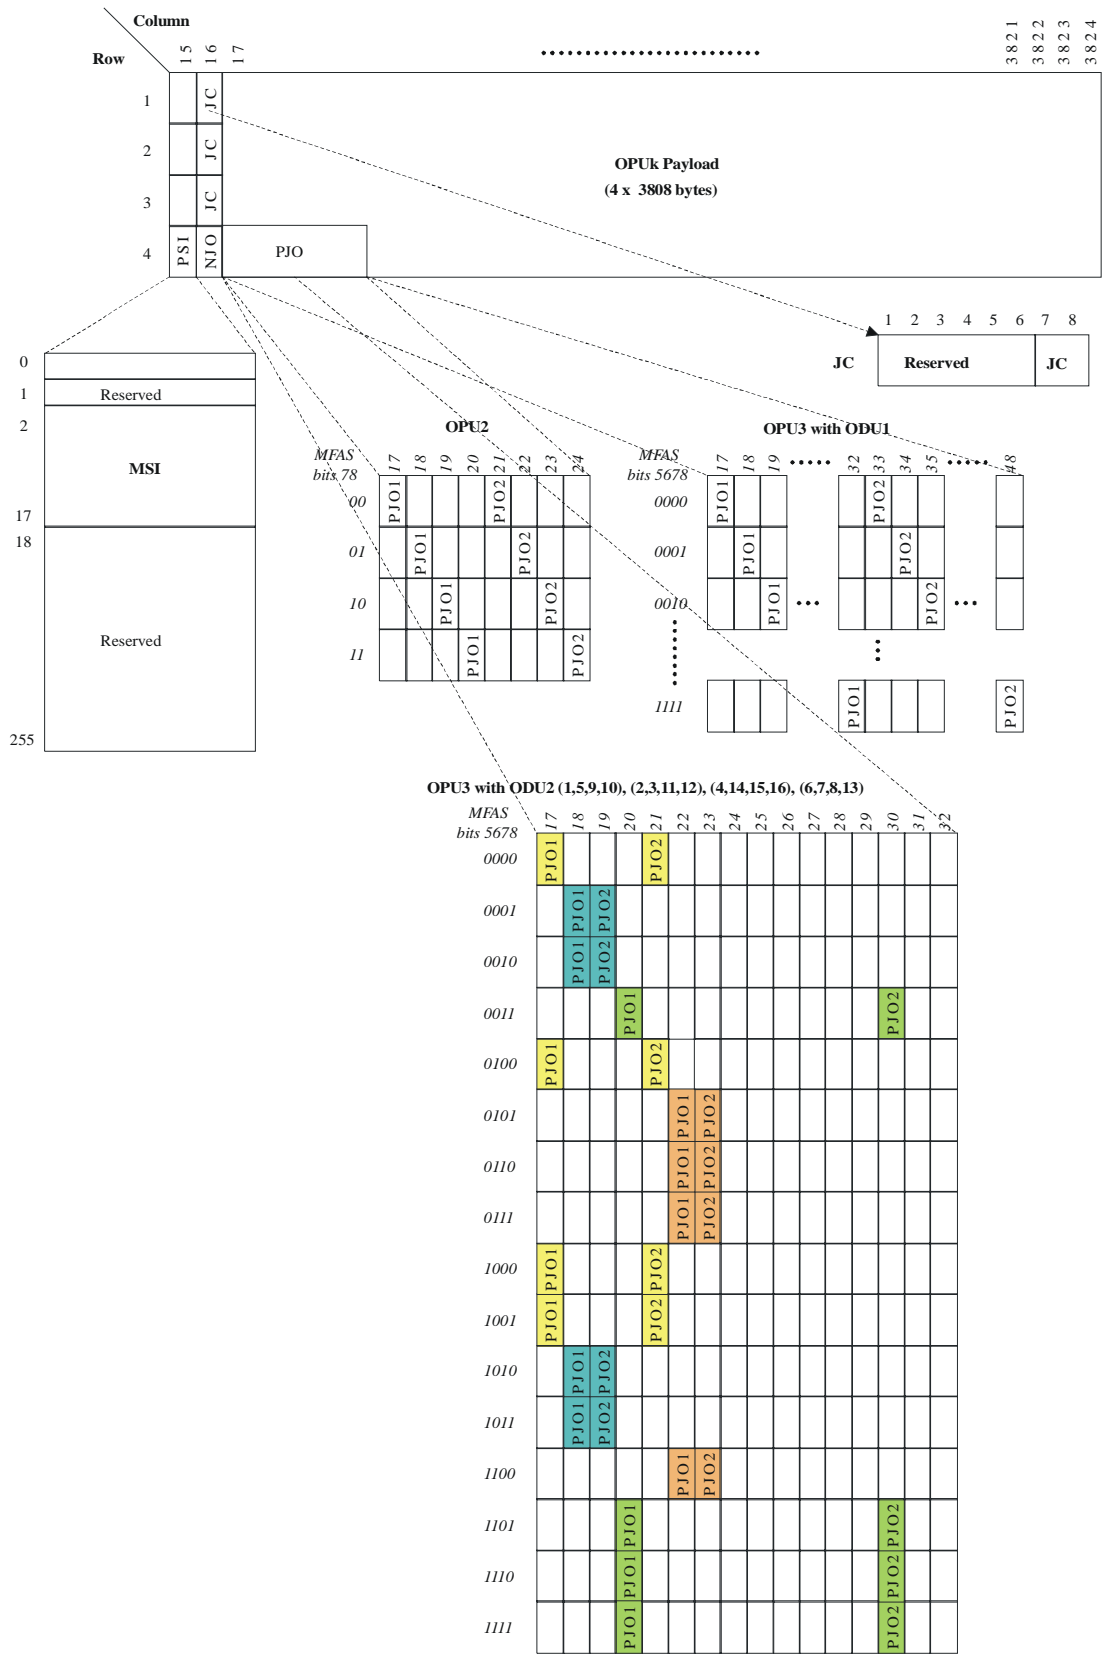 Column
Row
15 16 17 3821 3822 3823 3824
1 JC
2 JC
3 JC
4 PSI NJO PJO
OPUk Payload
(4 x 3808 bytes)
1 2 3 4 5 6 7 8
JC Reserved JC
0
1 Reserved
2
MSI
17
18
Reserved
255
OPU2
MFAS
bits 78
17 18 19 20 21 22 23 24
00 PJO1 PJO2
01 PJO1 PJO2
10 PJO1 PJO2
11 PJO1 PJO2
OPU3 with ODU1
MFAS
bits 5678
17 18 19 32 33 34 35 48
0000 PJO1 PJO2
0001 PJO1 PJO2
0010 PJO1 PJO2
1111 PJO1 PJO2
OPU3 with ODU2 (1,5,9,10), (2,3,11,12), (4,14,15,16), (6,7,8,13)
MFAS
bits 5678
17 18 19 20 21 22 23 24 25 26 27 28 29 30 31 32
0000 PJO1 PJO2
0001 PJO1 PJO2
0010 PJO1 PJO2
0011 PJO1 PJO2
0100 PJO1 PJO2
0101 PJO1 PJO2
0110 PJO1 PJO2
0111 PJO1 PJO2
1000 PJO1 PJO2
1001 PJO1 PJO2
1010 PJO1 PJO2
1011 PJO1 PJO2
1100 PJO1 PJO2
1101 PJO1 PJO2
1110 PJO1 PJO2
1111 PJO1 PJO2